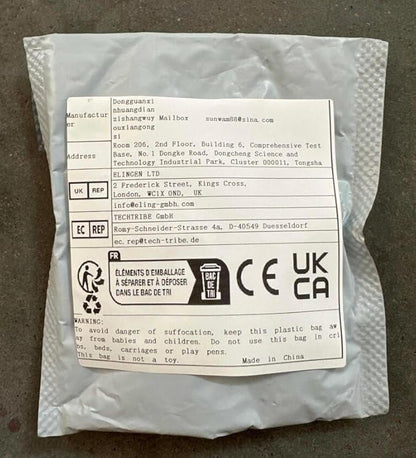 Manufactur
er
Dongguanxi
nhuangdian
zishangwuy Mailbox sunwam88@sina.com
ouxiangong
si
Address
Room 206, 2nd Floor, Building 6, Comprehensive Test
Base, No.1 Dongke Road, Dongcheng Science and
Technology Industrial Park, Cluster 000011, Tongsha
UK REP
ELINGEN LTD
2 Frederick Street, Kings Cross,
London, WC1X 0ND, UK
info@eling-gmbh.com
EC REP
TECHTRIBE GmbH
Romy-Schneider-Strasse 4a, D-40549 Duesseldorf
ec.rep@tech-tribe.de
FR
ÉLÉMENTS D'EMBALLAGE
À SÉPARER ET À DÉPOSER
DANS LE BAC DE TRI
BAC
DE
TRI
CE
UK
CA
WARNING:
To avoid danger of suffocation, keep this plastic bag aw
ay from babies and children. Do not use this bag in cri
bs, beds, carriages or play pens.
This bag is not a toy. Made in China